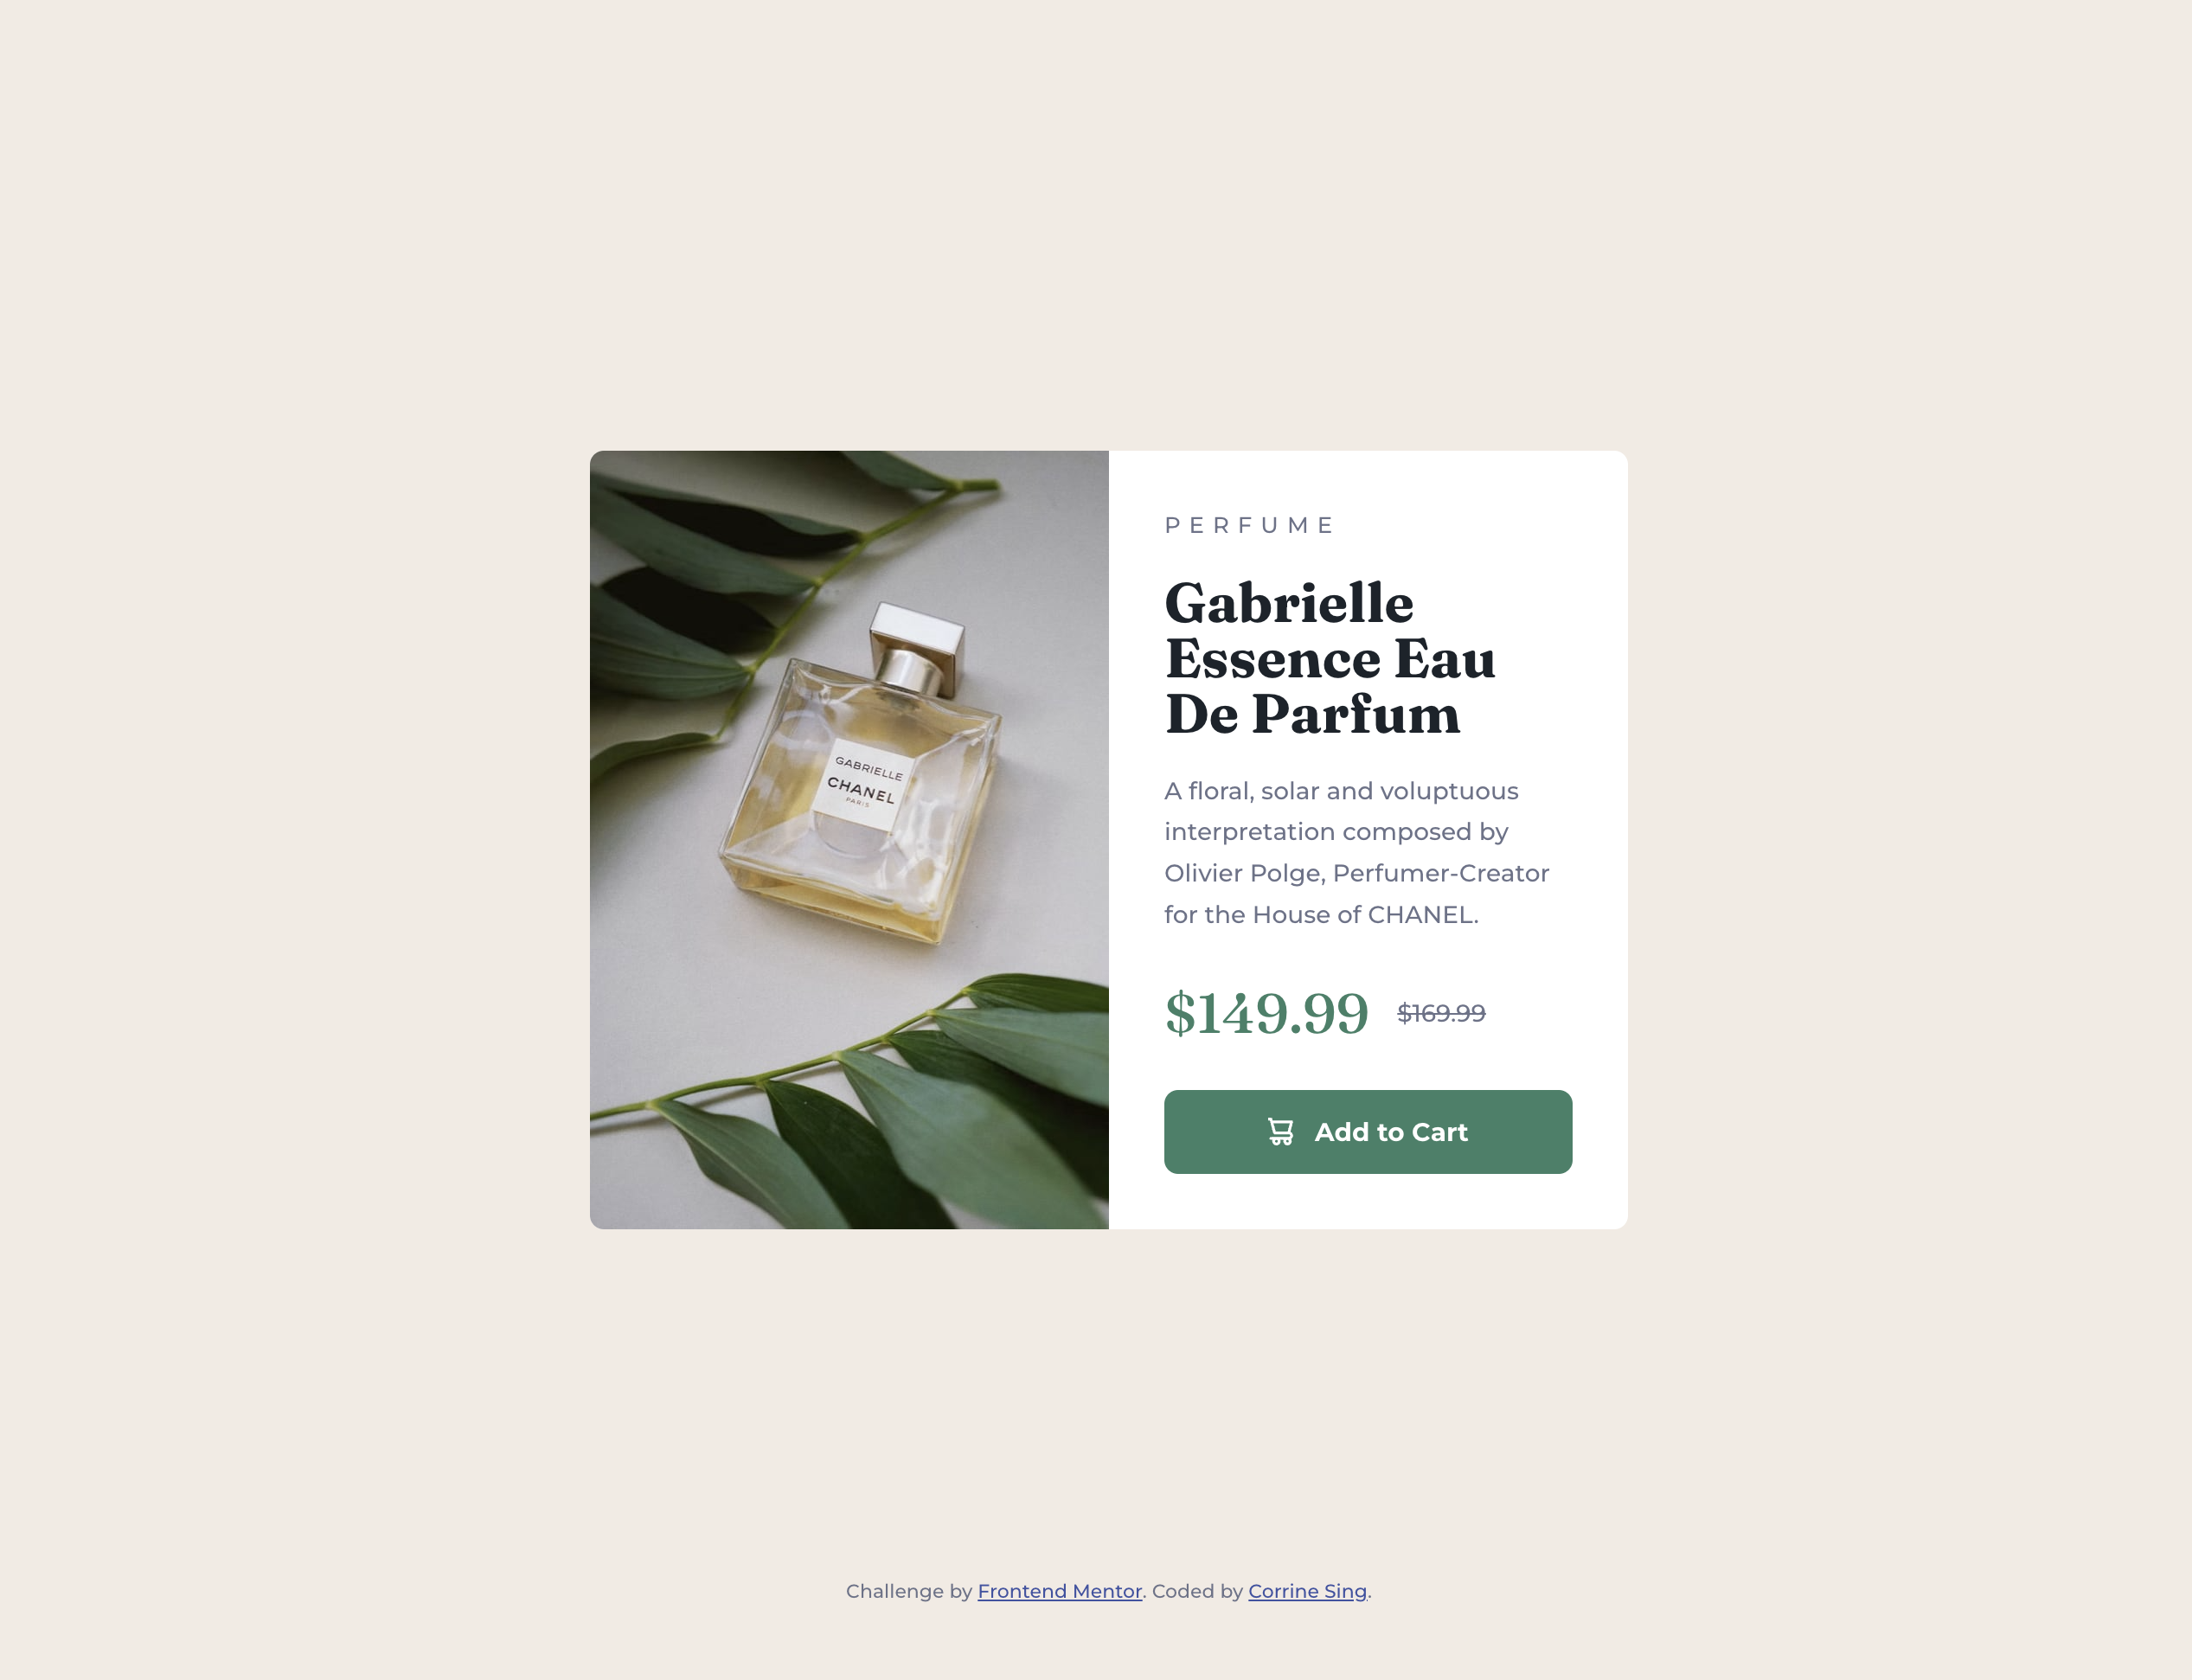 GABRIELLE
CHANEL
PARIS
PERFUME
Gabrielle
Essence Eau
De Parfum
A floral, solar and voluptuous
interpretation composed by
Olivier Polge, Perfumer-Creator
for the House of CHANEL.
$149.99 $169.99
Add to Cart
Challenge by Frontend Mentor. Coded by Corrine Sing.